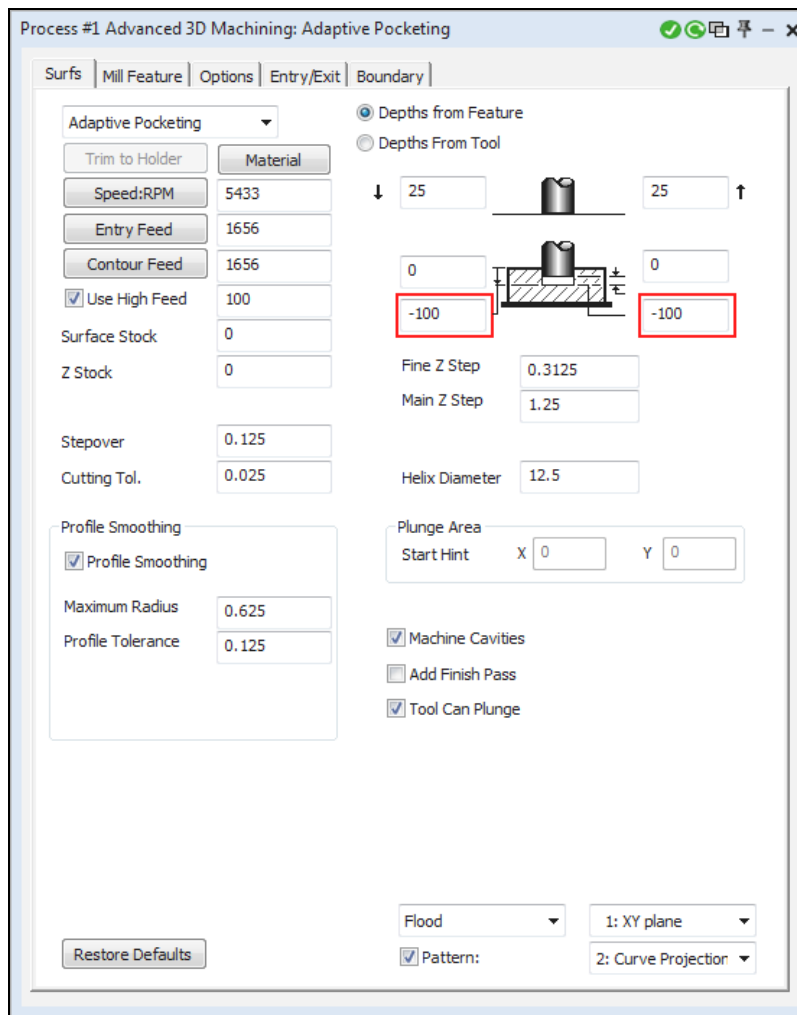 Process #1 Advanced 3D Machining: Adaptive Pocketing
Surfs Mill Feature Options Entry/Exit Boundary
Adaptive Pocketing
Depths from Feature
Depths From Tool
Trim to Holder Material
Speed:RPM 5433
25 25
Entry Feed 1656
Contour Feed 1656
0 0
Use High Feed 100
-100 -100
Surface Stock 0
Z Stock 0
Fine Z Step 0.3125
Main Z Step 1.25
Stepover 0.125
Cutting Tol. 0.025
Helix Diameter 12.5
Profile Smoothing
Profile Smoothing
Maximum Radius 0.625
Profile Tolerance 0.125
Plunge Area
Start Hint X 0 Y 0
Machine Cavities
Add Finish Pass
Tool Can Plunge
Flood 1: XY plane
Restore Defaults
Pattern: 2: Curve Projection